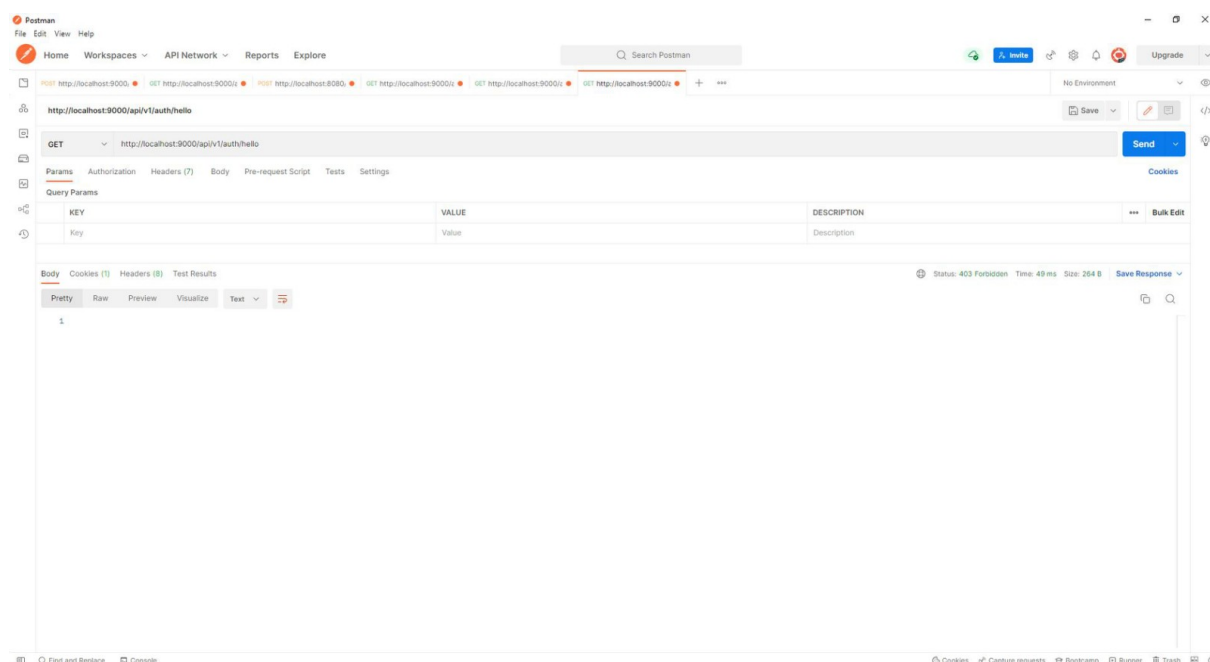 Postman
File Edit View Help
Home Workspaces API Network Reports Explore Search Postman Invite Upgrade
POST http://localhost:9000/ GET http://localhost:9000/a POST http://localhost:8080/ GET http://localhost:9000/a GET http://localhost:9000/a GET http://localhost:9000/a + No Environment
http://localhost:9000/api/v1/auth/hello Save
GET http://localhost:9000/api/v1/auth/hello Send
Params Authorization Headers (7) Body Pre-request Script Tests Settings Cookies
Query Params
KEY VALUE DESCRIPTION Bulk Edit
Key Value Description
Body Cookies (1) Headers (8) Test Results Status: 403 Forbidden Time: 49 ms Size: 264 B Save Response
Pretty Raw Preview Visualize Text
1
Find and Replace Console Cookies Capture requests Bootcamp Runner Trash